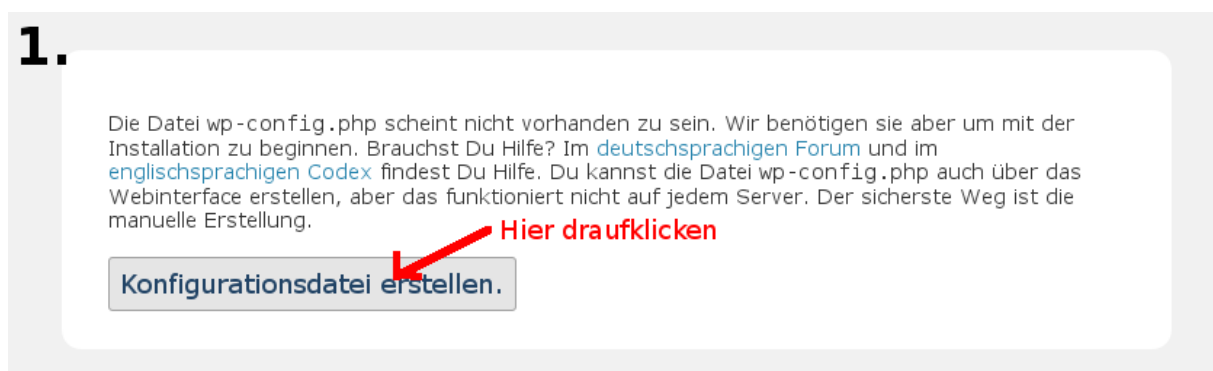 1.
Die Datei wp-config.php scheint nicht vorhanden zu sein. Wir benötigen sie aber um mit der
Installation zu beginnen. Brauchst Du Hilfe? Im deutschsprachigen Forum und im
englischsprachigen Codex findest Du Hilfe. Du kannst die Datei wp-config.php auch über das
Webinterface erstellen, aber das funktioniert nicht auf jedem Server. Der sicherste Weg ist die
manuelle Erstellung.
Hier draufklicken
Konfigurationsdatei erstellen.